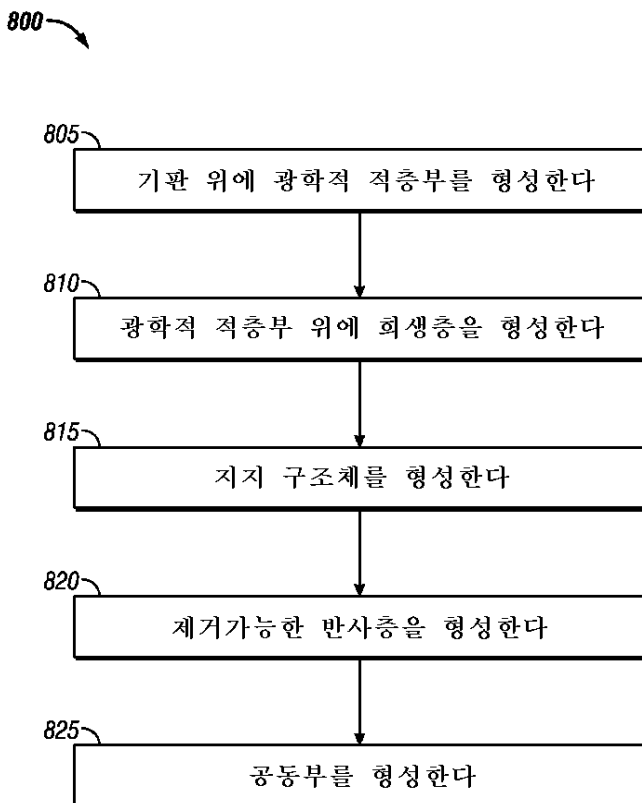 800
805
기판 위에 광학적 적층부를 형성한다
810
광학적 적층부 위에 희생층을 형성한다
815
지지 구조체를 형성한다
820
제거가능한 반사층을 형성한다
825
공동부를 형성한다